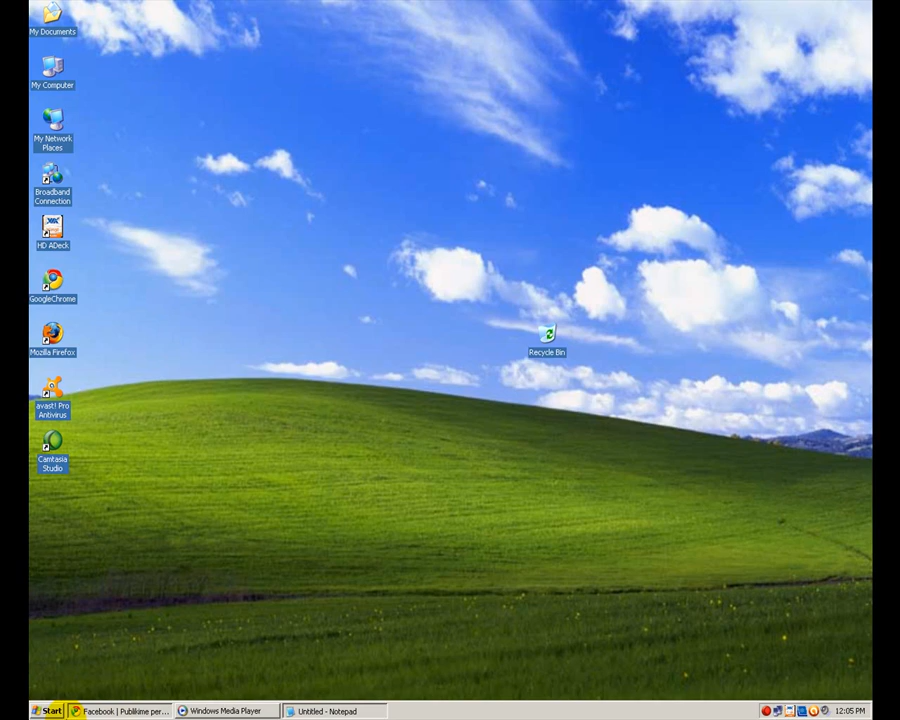 My Documents
My Computer
My Network
Places
Broadband
Connection
HD ADeck
GoogleChrome
Mozilla Firefox
avast! Pro
Antivirus
Camtasia
Studio
Recycle Bin
Start
Facebook | Publikime per...
Windows Media Player
Untitled - Notepad
12:05 PM